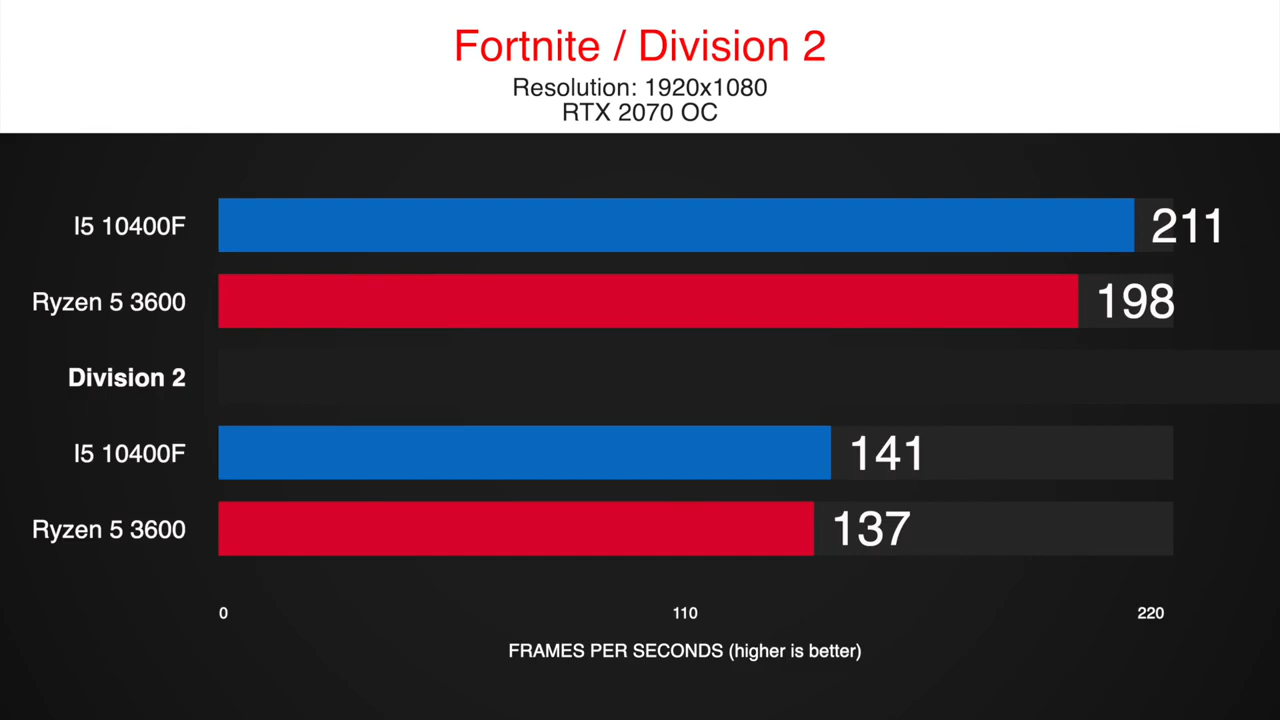 Fortnite / Division 2
Resolution: 1920x1080
RTX 2070 OC
I5 10400F 211
Ryzen 5 3600 198
Division 2
I5 10400F 141
Ryzen 5 3600 137
0 110 220
FRAMES PER SECONDS (higher is better)